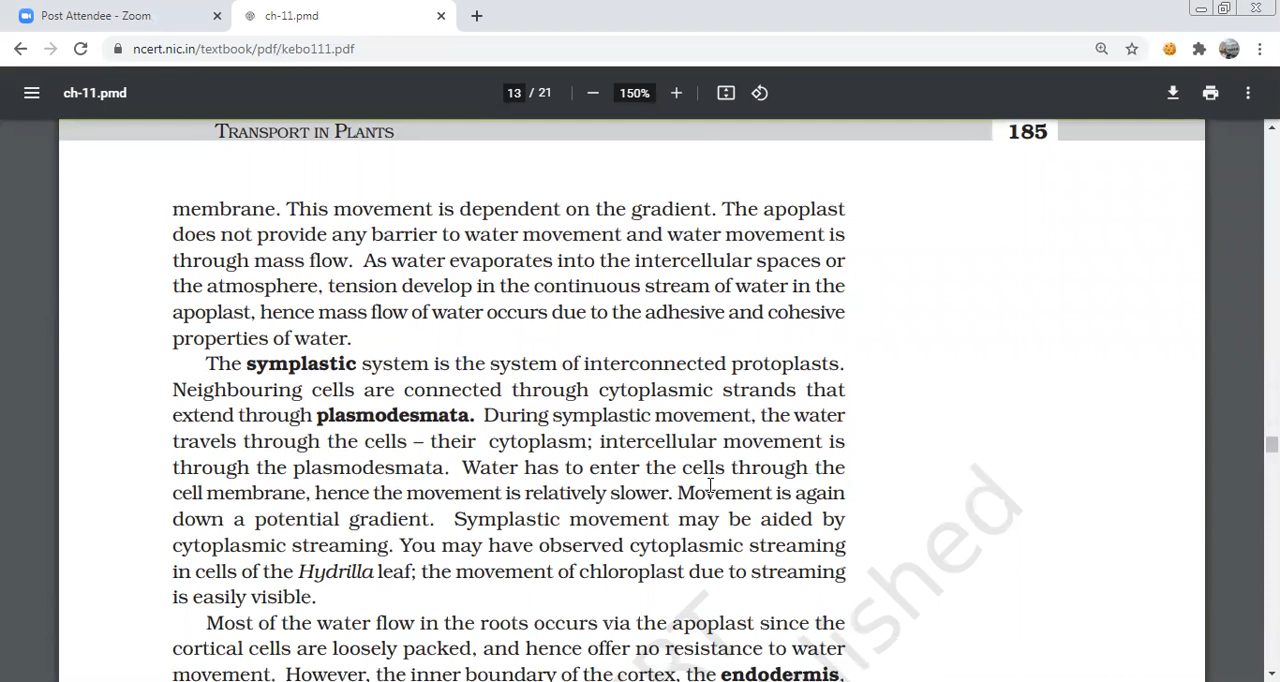 Post Attendee - Zoom
ch-11.pmd
ncert.nic.in/textbook/pdf/kebo111.pdf
ch-11.pmd
13 / 21
150%
TRANSPORT IN PLANTS
185
membrane. This movement is dependent on the gradient. The apoplast
does not provide any barrier to water movement and water movement is
through mass flow. As water evaporates into the intercellular spaces or
the atmosphere, tension develop in the continuous stream of water in the
apoplast, hence mass flow of water occurs due to the adhesive and cohesive
properties of water.
The symplastic system is the system of interconnected protoplasts.
Neighbouring cells are connected through cytoplasmic strands that
extend through plasmodesmata. During symplastic movement, the water
travels through the cells – their cytoplasm; intercellular movement is
through the plasmodesmata. Water has to enter the cells through the
cell membrane, hence the movement is relatively slower. Movement is again
down a potential gradient. Symplastic movement may be aided by
cytoplasmic streaming. You may have observed cytoplasmic streaming
in cells of the Hydrilla leaf; the movement of chloroplast due to streaming
is easily visible.
Most of the water flow in the roots occurs via the apoplast since the
cortical cells are loosely packed, and hence offer no resistance to water
movement. However, the inner boundary of the cortex, the endodermis,